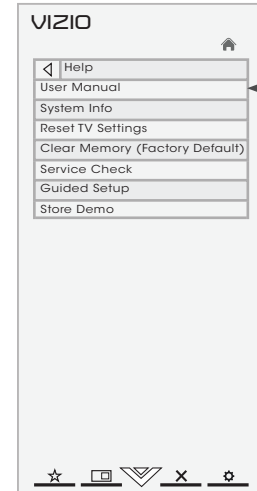 VIZIO
Help
User Manual
System Info
Reset TV Settings
Clear Memory (Factory Default)
Service Check
Guided Setup
Store Demo